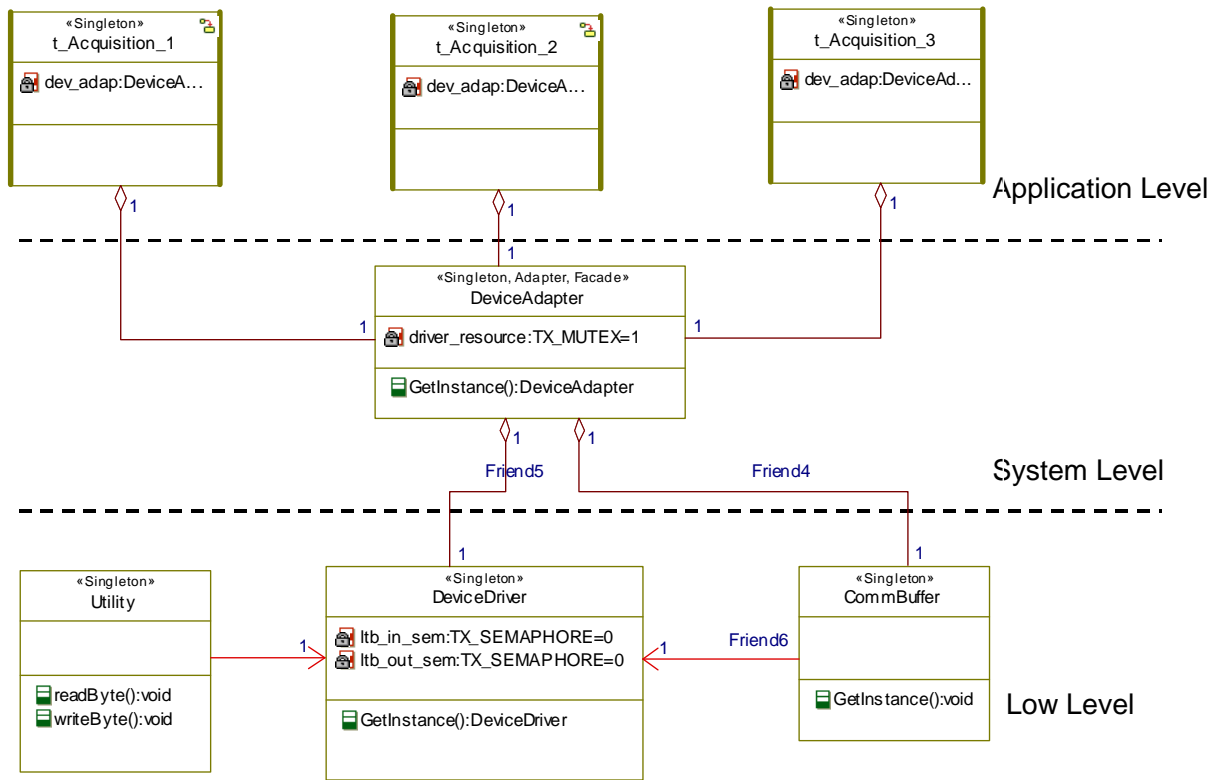 «Singleton»
t_Acquisition_1
dev_adap:DeviceA...
1
«Singleton»
t_Acquisition_2
dev_adap:DeviceA...
1
«Singleton»
t_Acquisition_3
dev_adap:DeviceAd...
1
Application Level
1
1
1
«Singleton, Adapter, Facade»
DeviceAdapter
driver_resource:TX_MUTEX=1
GetInstance():DeviceAdapter
1
1
Friend5
Friend4
System Level
1
1
«Singleton»
Utility
readByte():void
writeByte():void
1
«Singleton»
DeviceDriver
ltb_in_sem:TX_SEMAPHORE=0
ltb_out_sem:TX_SEMAPHORE=0
GetInstance():DeviceDriver
1
Friend6
«Singleton»
CommBuffer
GetInstance():void
Low Level